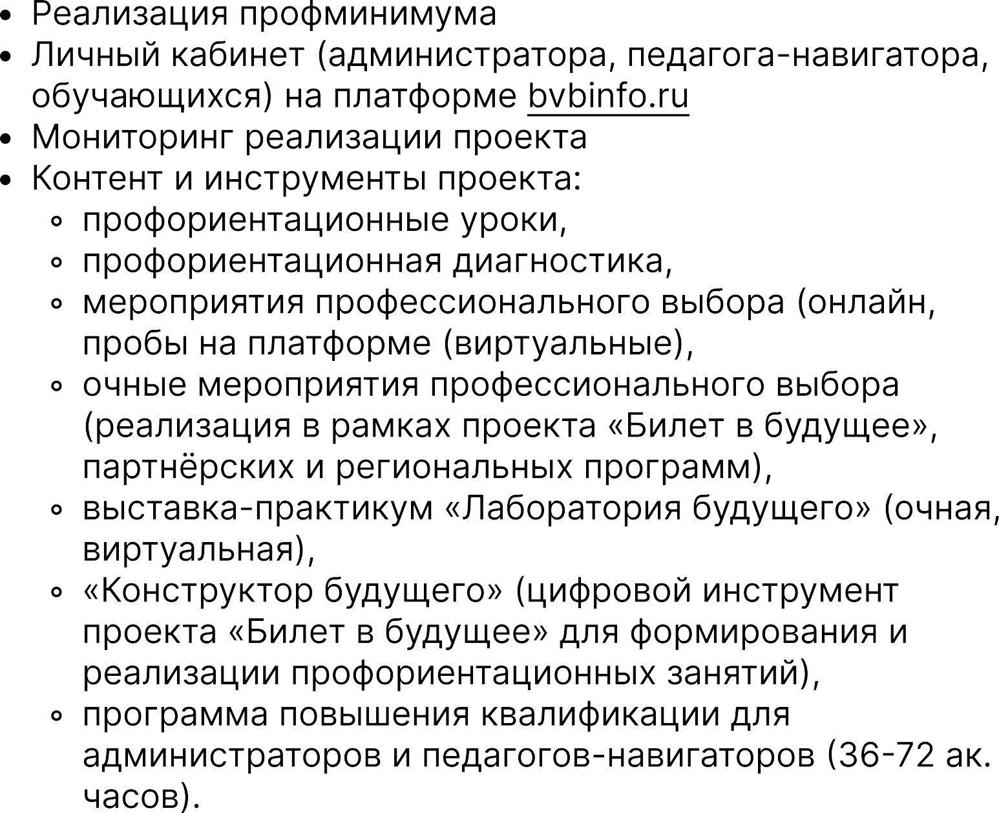 • Реализация профминимума
• Личный кабинет (администратора, педагога-навигатора,
обучающихся) на платформе bvbinfo.ru
• Мониторинг реализации проекта
• Контент и инструменты проекта:
◦ профориентационные уроки,
◦ профориентационная диагностика,
◦ мероприятия профессионального выбора (онлайн,
пробы на платформе (виртуальные),
◦ очные мероприятия профессионального выбора
(реализация в рамках проекта «Билет в будущее»,
партнёрских и региональных программ),
◦ выставка-практикум «Лаборатория будущего» (очная,
виртуальная),
◦ «Конструктор будущего» (цифровой инструмент
проекта «Билет в будущее» для формирования и
реализации профориентационных занятий),
◦ программа повышения квалификации для
администраторов и педагогов-навигаторов (36-72 ак.
часов).